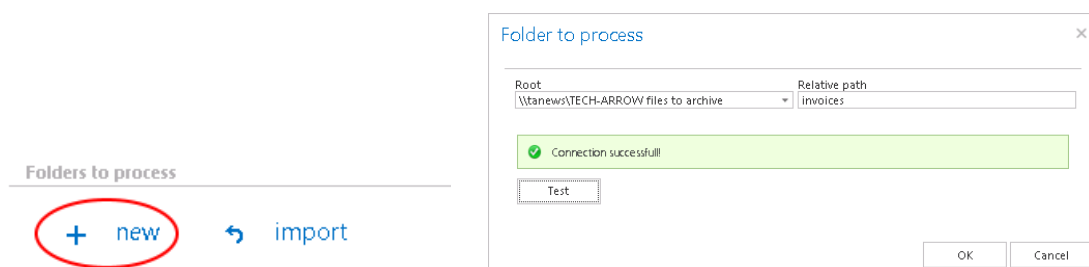 Folders to process
+ new import
Folder to process
Root Relative path
\\tanews\TECH-ARROW files to archive invoices
Connection successfull!
Test
OK Cancel